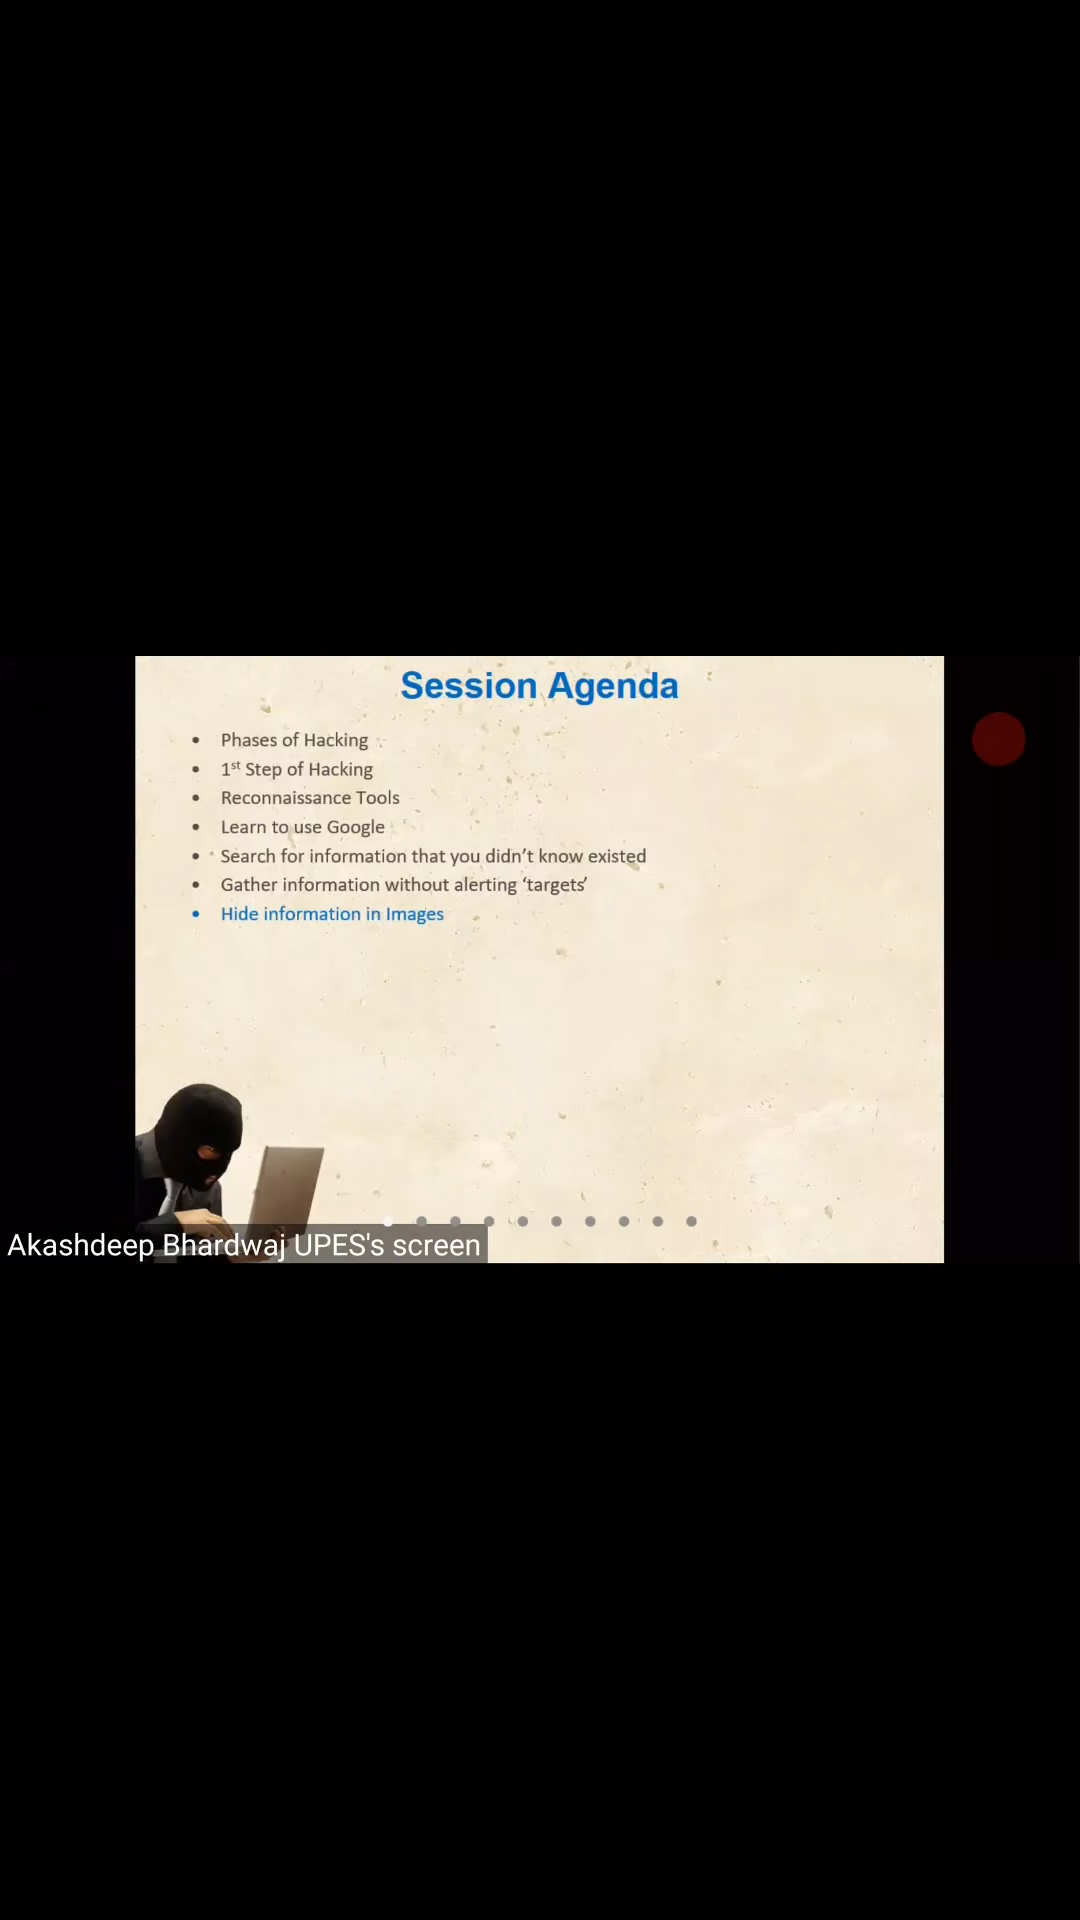 Session Agenda
• Phases of Hacking
• 1st Step of Hacking
• Reconnaissance Tools
• Learn to use Google
• Search for information that you didn’t know existed
• Gather information without alerting ‘targets’
• Hide information in Images
Akashdeep Bhardwaj UPES's screen